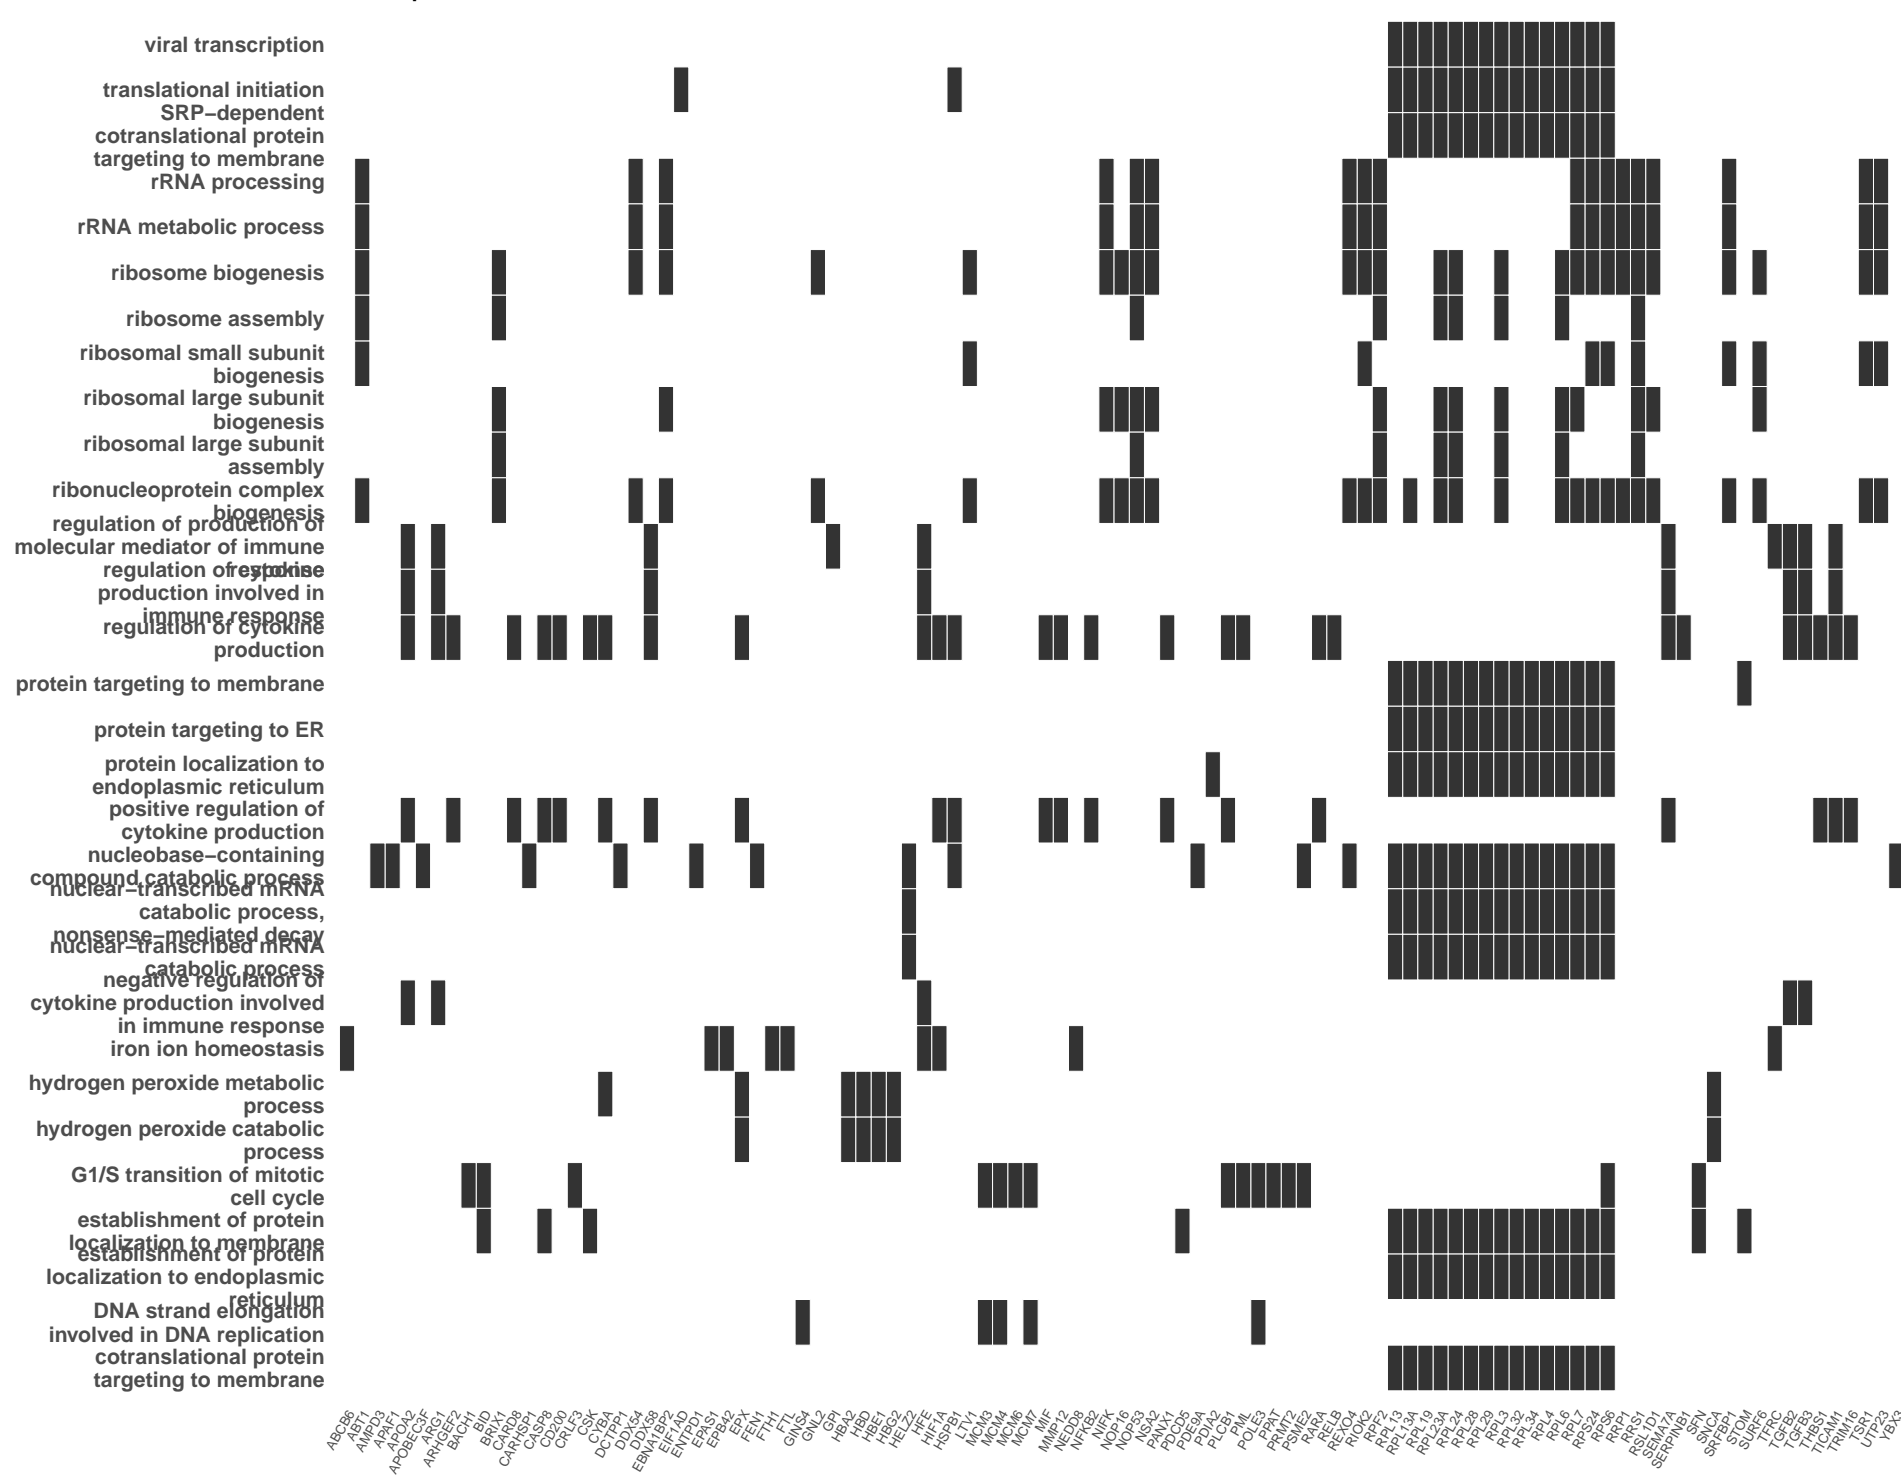 viral transcription
translational initiation
SRP−dependent
cotranslational protein
targeting to membrane
rRNA processing
rRNA metabolic process
ribosome biogenesis
ribosome assembly
ribosomal small subunit
biogenesis
ribosomal large subunit
biogenesis
ribosomal large subunit
assembly
ribonucleoprotein complex
biogenesis
regulation of production of
molecular mediator of immune
response
regulation of cytokine
production involved in
immune response
regulation of cytokine
production
protein targeting to membrane
protein targeting to ER
protein localization to
endoplasmic reticulum
positive regulation of
cytokine production
nucleobase−containing
compound catabolic process
nuclear−transcribed mRNA
catabolic process,
nonsense−mediated decay
nuclear−transcribed mRNA
catabolic process
negative regulation of
cytokine production involved
in immune response
iron ion homeostasis
hydrogen peroxide metabolic
process
hydrogen peroxide catabolic
process
G1/S transition of mitotic
cell cycle
establishment of protein
localization to membrane
establishment of protein
localization to endoplasmic
reticulum
DNA strand elongation
involved in DNA replication
cotranslational protein
targeting to membrane
ABCB6
ABT1
AMPD3
APAF1
APOA2
APOBEC3F
ARG1
ARHGEF2
BACH1
BID
BRIX1
CARD8
CARHSP1
CASP8
CD200
CRLF3
CSK
CYBA
DCTPP1
DDX54
DDX58
EBNA1BP2
EIF1AD
ENTPD1
EPAS1
EPB42
EPX
FEN1
FTH1
FTL
GINS4
GNL2
GPI
HBA2
HBD
HBE1
HBG2
HELZ2
HFE
HIF1A
HSPB1
LTV1
MCM3
MCM4
MCM6
MCM7
MIF
MMP12
NEDD8
NFKB2
NIFK
NOP16
NOP53
NSA2
PANX1
PDCD5
PDE9A
PDIA2
PLCB1
PML
POLE3
PPAT
PRMT2
PSME2
RARA
RELB
REXO4
RIOK2
RPF2
RPL13
RPL13A
RPL19
RPL23A
RPL24
RPL28
RPL29
RPL3
RPL32
RPL34
RPL4
RPL6
RPL7
RPS24
RPS6
RRP1
RRS1
RSL1D1
SEMA7A
SERPINB1
SFN
SNCA
SRFBP1
STOM
SURF6
TFRC
TGFB2
TGFB3
THBS1
TICAM1
TRIM16
TSR1
UTP23
YBX3